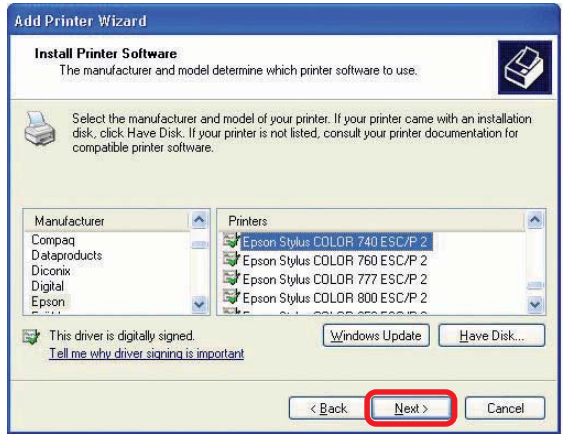 Add Printer Wizard
Install Printer Software
The manufacturer and model determine which printer software to use.
Select the manufacturer and model of your printer. If your printer came with an installation
disk, click Have Disk. If your printer is not listed, consult your printer documentation for
compatible printer software.
Manufacturer
Compaq
Dataproducts
Diconix
Digital
Epson
Printers
Epson Stylus COLOR 740 ESC/P 2
Epson Stylus COLOR 760 ESC/P 2
Epson Stylus COLOR 777 ESC/P 2
Epson Stylus COLOR 800 ESC/P 2
This driver is digitally signed.
Tell me why driver signing is important
Windows Update
Have Disk...
< Back
Next >
Cancel